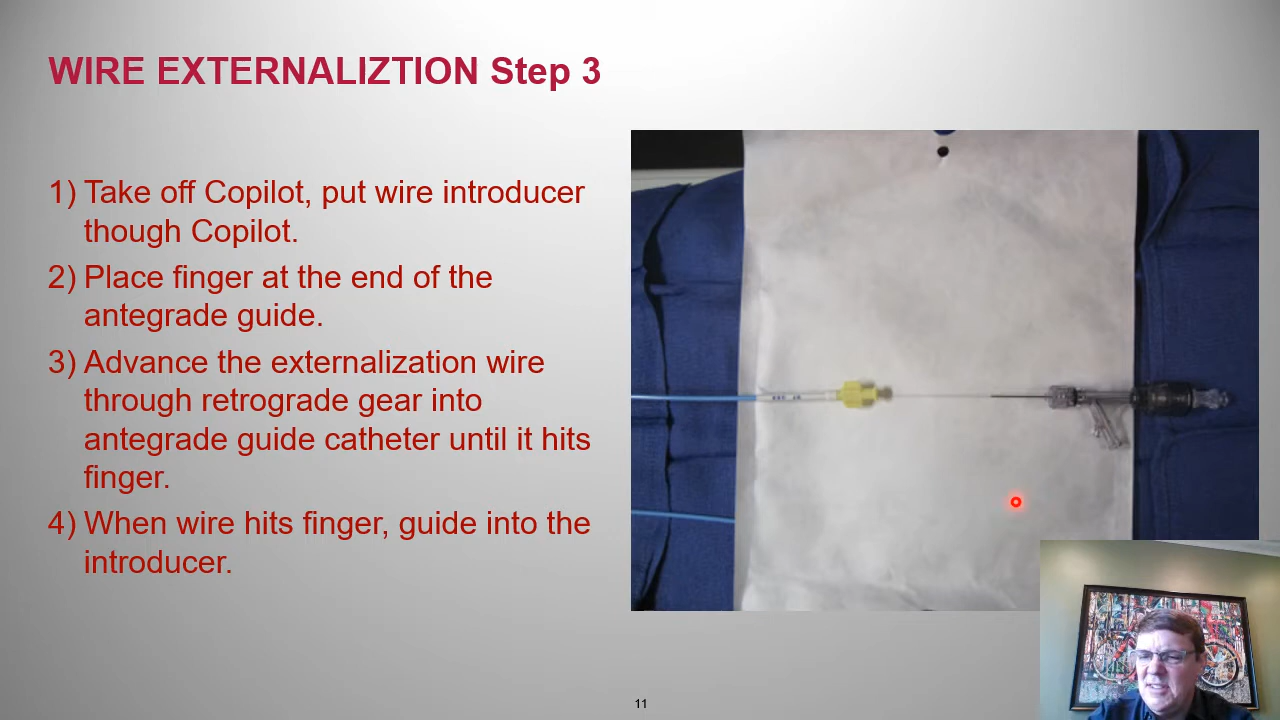 WIRE EXTERNALIZTION Step 3
1) Take off Copilot, put wire introducer
though Copilot.
2) Place finger at the end of the
antegrade guide.
3) Advance the externalization wire
through retrograde gear into
antegrade guide catheter until it hits
finger.
4) When wire hits finger, guide into the
introducer.
11